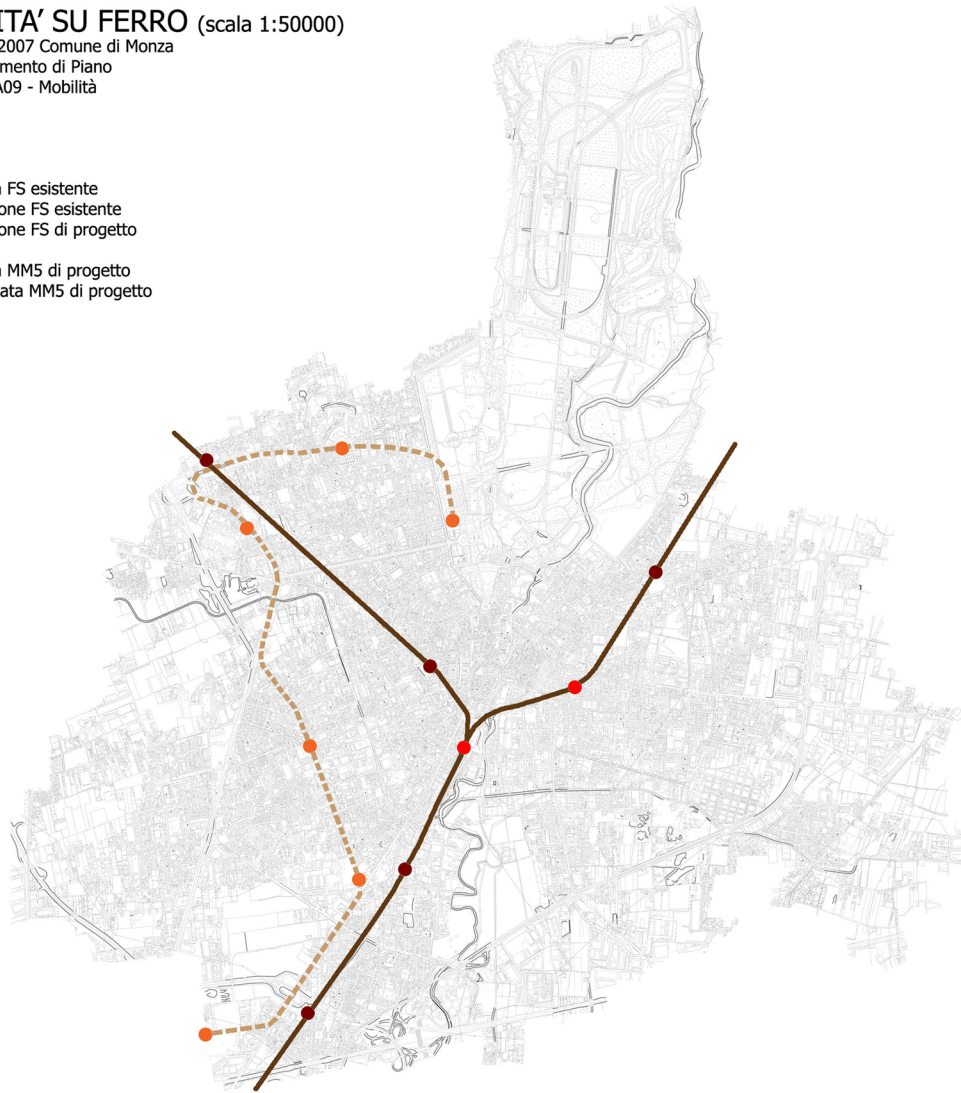 ITA’ SU FERRO (scala 1:50000)
2007 Comune di Monza
mento di Piano
A09 - Mobilità
FS esistente
one FS esistente
one FS di progetto
MM5 di progetto
ata MM5 di progetto